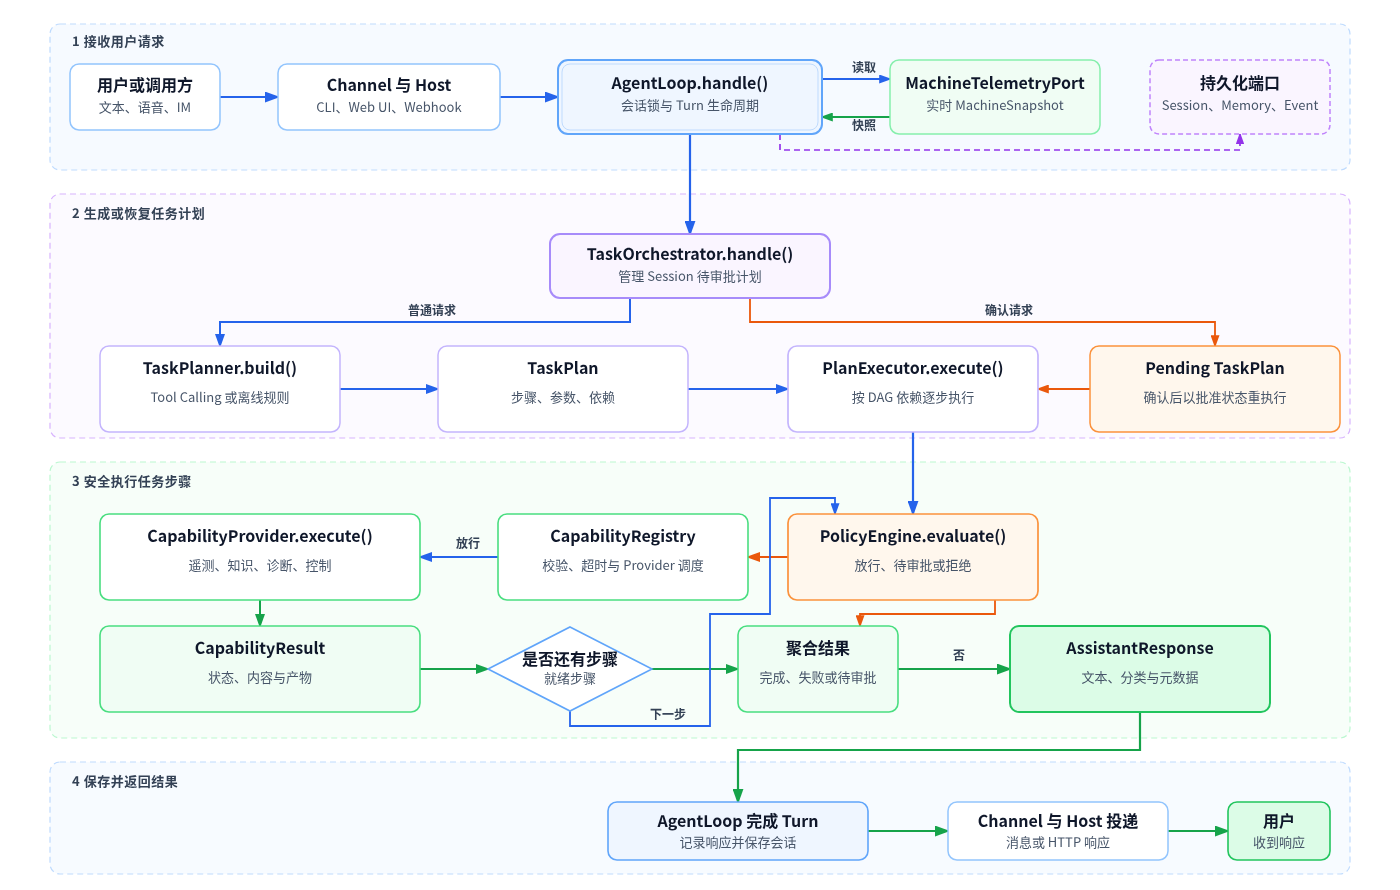 1 接收用户请求
用户或调用方
文本、语音、IM
Channel 与 Host
CLI、Web UI、Webhook
AgentLoop.handle()
会话锁与 Turn 生命周期
读取
快照
MachineTelemetryPort
实时 MachineSnapshot
持久化端口
Session、Memory、Event
2 生成或恢复任务计划
TaskOrchestrator.handle()
管理 Session 待审批计划
普通请求
确认请求
TaskPlanner.build()
Tool Calling 或离线规则
TaskPlan
步骤、参数、依赖
PlanExecutor.execute()
按 DAG 依赖逐步执行
Pending TaskPlan
确认后以批准状态重执行
3 安全执行任务步骤
CapabilityProvider.execute()
遥测、知识、诊断、控制
放行
CapabilityRegistry
校验、超时与 Provider 调度
PolicyEngine.evaluate()
放行、待审批或拒绝
CapabilityResult
状态、内容与产物
是否还有步骤
就绪步骤
下一步
聚合结果
完成、失败或待审批
否
AssistantResponse
文本、分类与元数据
4 保存并返回结果
AgentLoop 完成 Turn
记录响应并保存会话
Channel 与 Host 投递
消息或 HTTP 响应
用户
收到响应